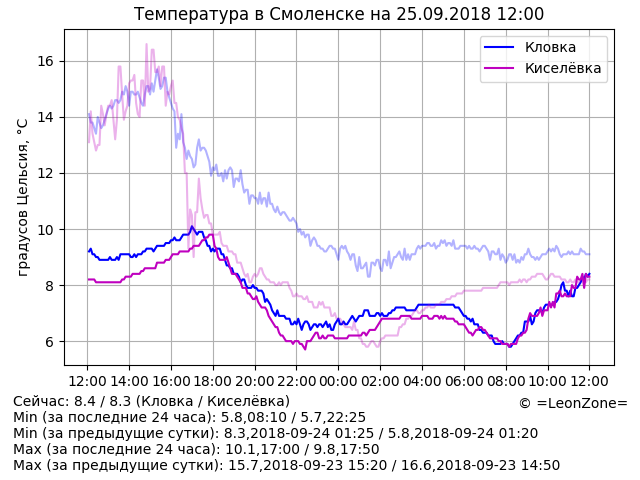 Температура в Смоленске на 25.09.2018 12:00
Кловка
Киселёвка
градусов Цельсия, °C
16
14
12
10
8
6
12:00 14:00 16:00 18:00 20:00 22:00 00:00 02:00 04:00 06:00 08:00 10:00 12:00
Сейчас: 8.4 / 8.3 (Кловка / Киселёвка)
© =LeonZone=
Min (за последние 24 часа): 5.8,08:10 / 5.7,22:25
Min (за предыдущие сутки): 8.3,2018-09-24 01:25 / 5.8,2018-09-24 01:20
Max (за последние 24 часа): 10.1,17:00 / 9.8,17:50
Max (за предыдущие сутки): 15.7,2018-09-23 15:20 / 16.6,2018-09-23 14:50